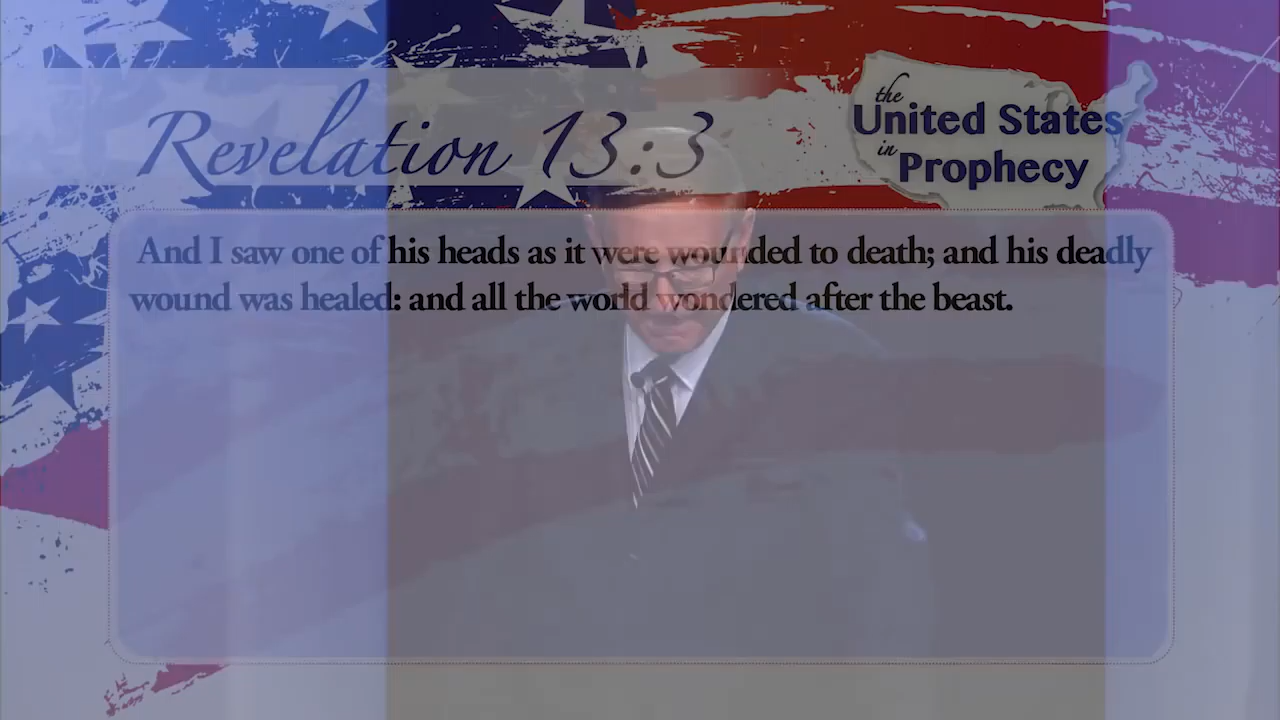 Revelation 13:3
the
United States
in
Prophecy
And I saw one of his heads as it were wounded to death; and his deadly
wound was healed: and all the world wondered after the beast.